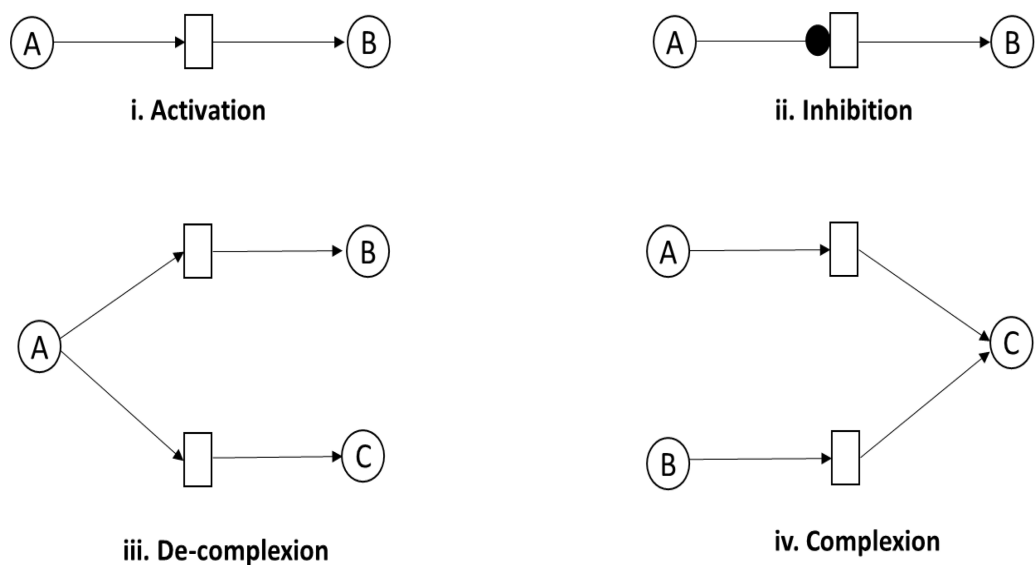 A B
i. Activation
A B
ii. Inhibition
A
B
C
iii. De-complexion
A
B
C
iv. Complexion